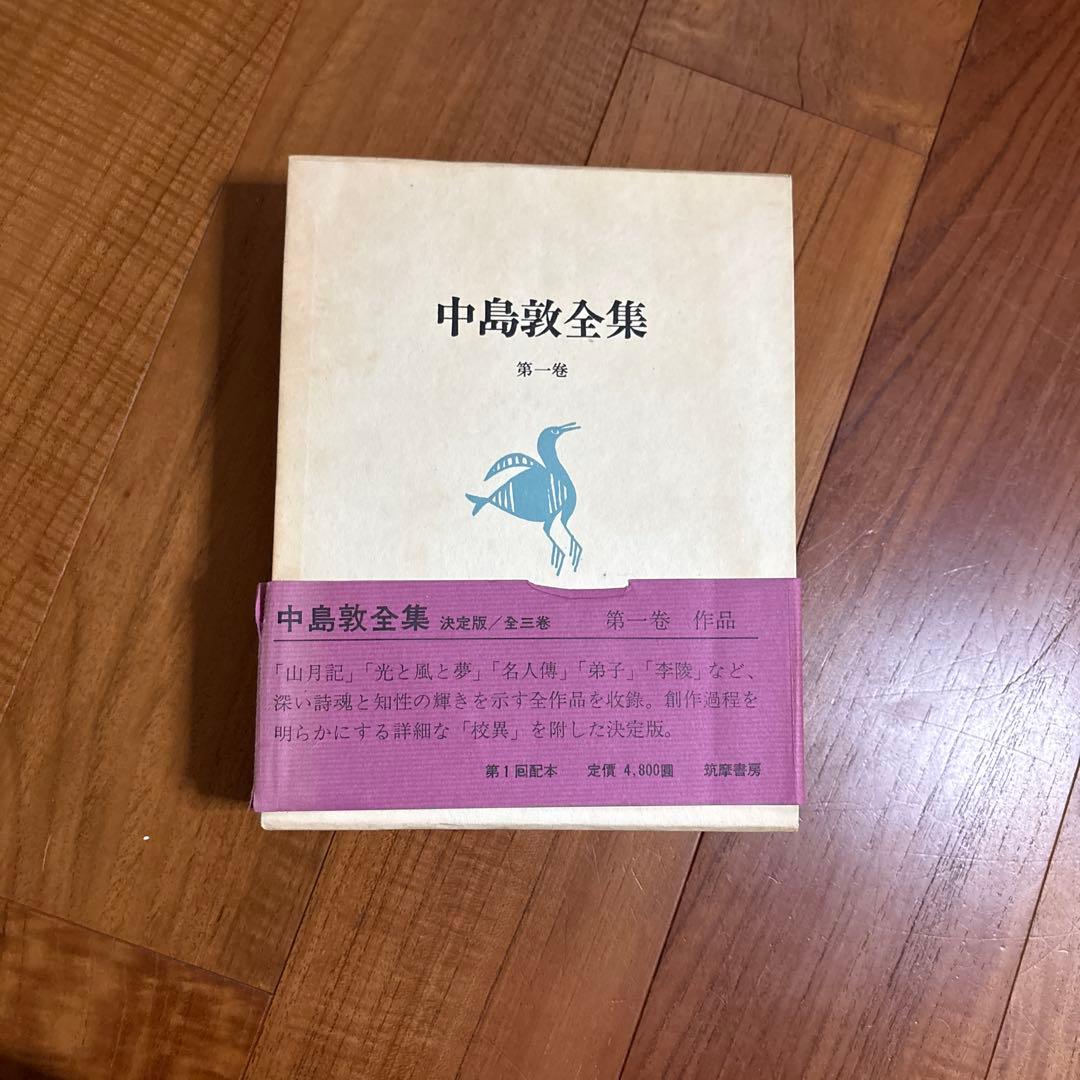 中島敦全集
第一卷
中島敦全集 決定版／全三卷 第一卷 作品
「山月記」「光と風と夢」「名人傳」「弟子」「李陵」など、
深い詩魂と知性の輝きを示す全作品を收錄。創作過程を
明らかにする詳細な「校異」を附した決定版。
第1回配本 定價 4,800圓 筑摩書房